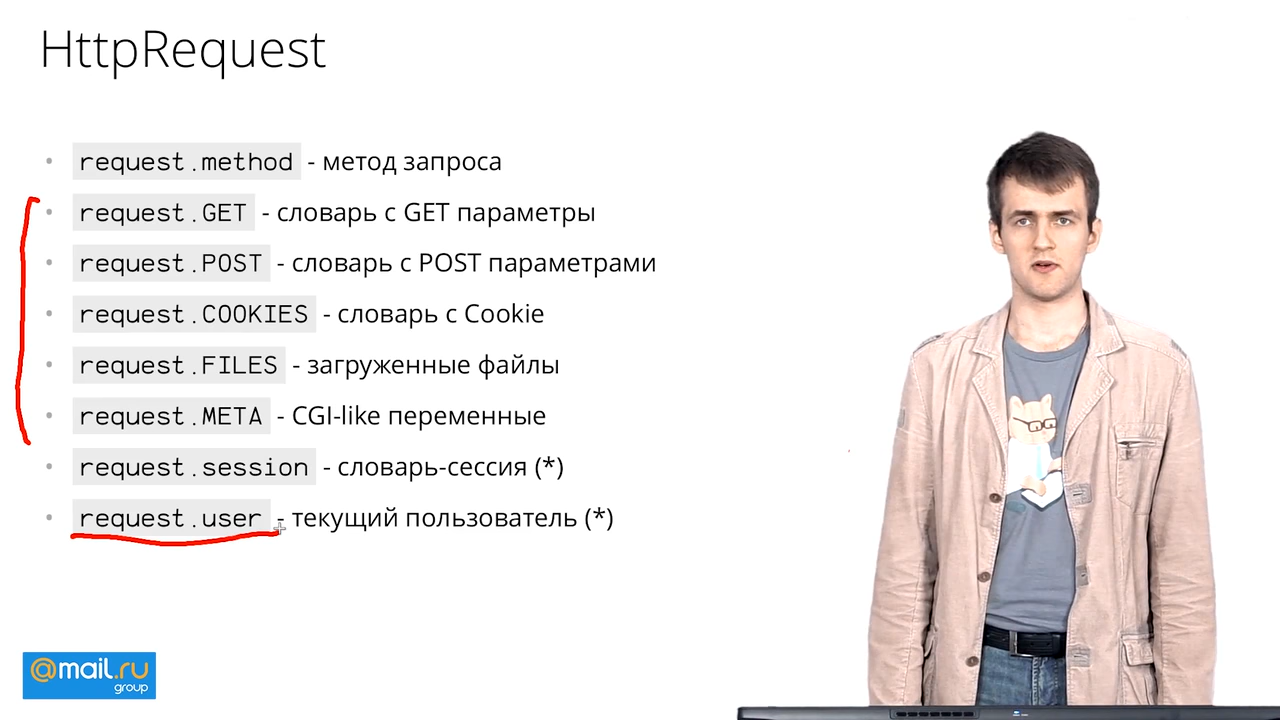 HttpRequest
• request.method - метод запроса
• request.GET - словарь с GET параметры
• request.POST - словарь с POST параметрами
• request.COOKIES - словарь с Cookie
• request.FILES - загруженные файлы
• request.META - CGI-like переменные
• request.session - словарь-сессия (*)
• request.user - текущий пользователь (*)
@mail.ru
group